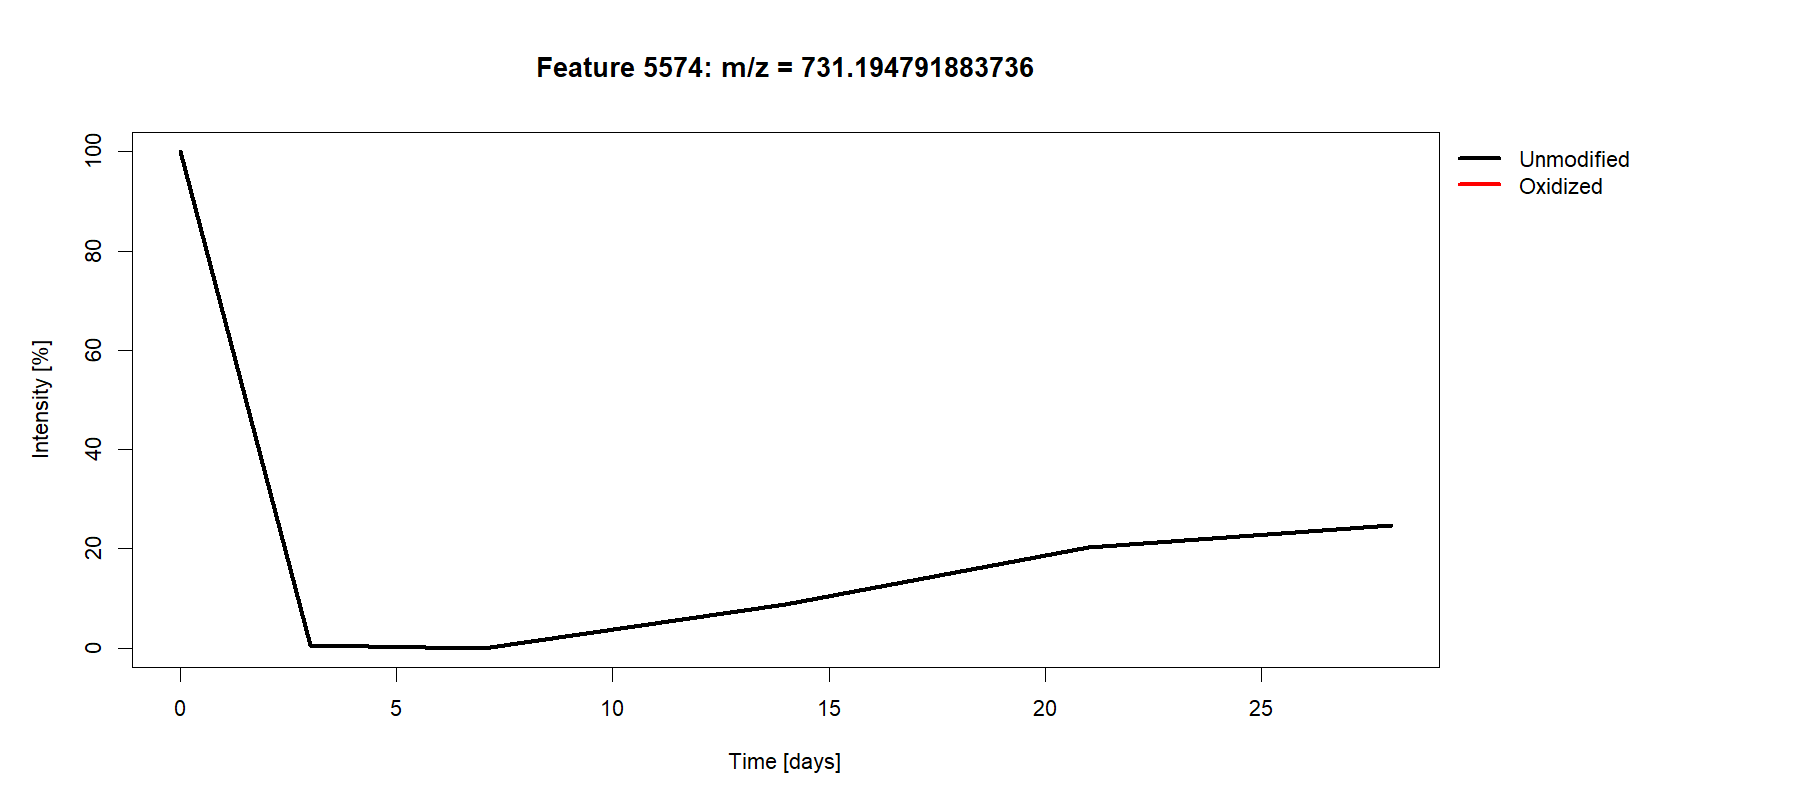 Feature 5574: m/z = 731.194791883736
Unmodified
Oxidized
100
80
60
40
20
0
Intensity [%]
0 5 10 15 20 25
Time [days]